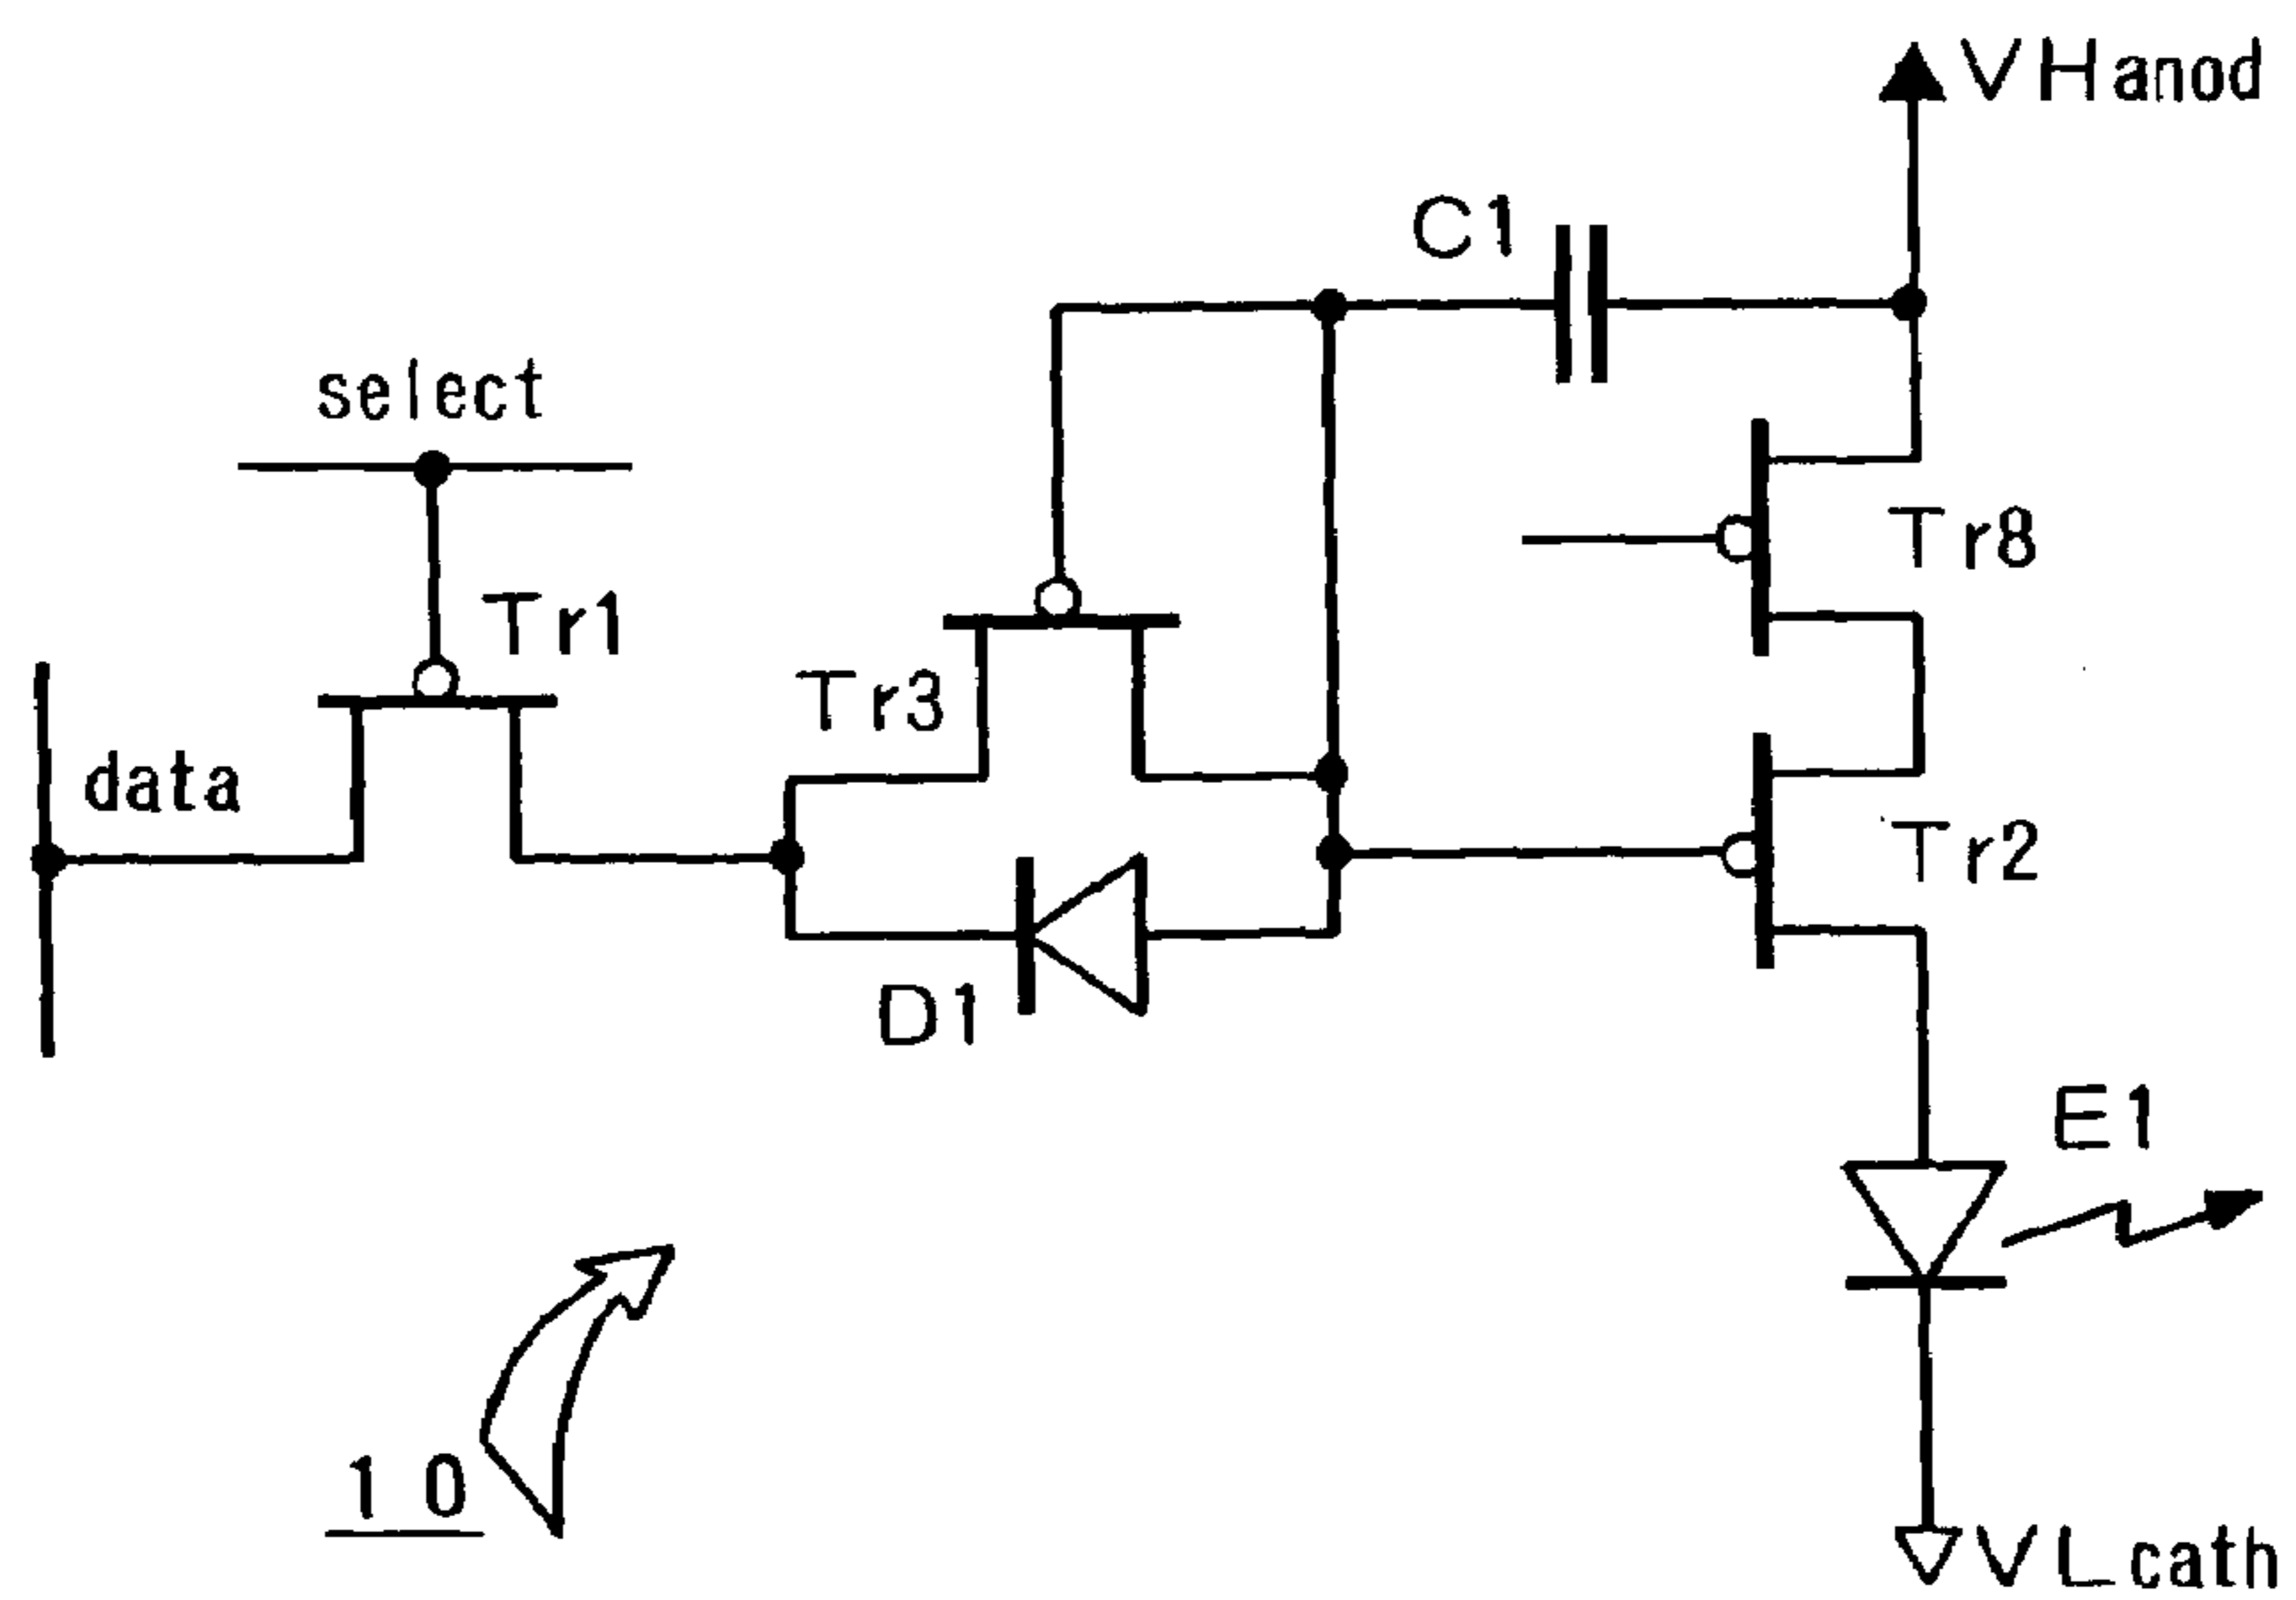 VHanod
C1
select
Tr8
Tr1
Tr3
data
Tr2
D1
E1
10
VLcath